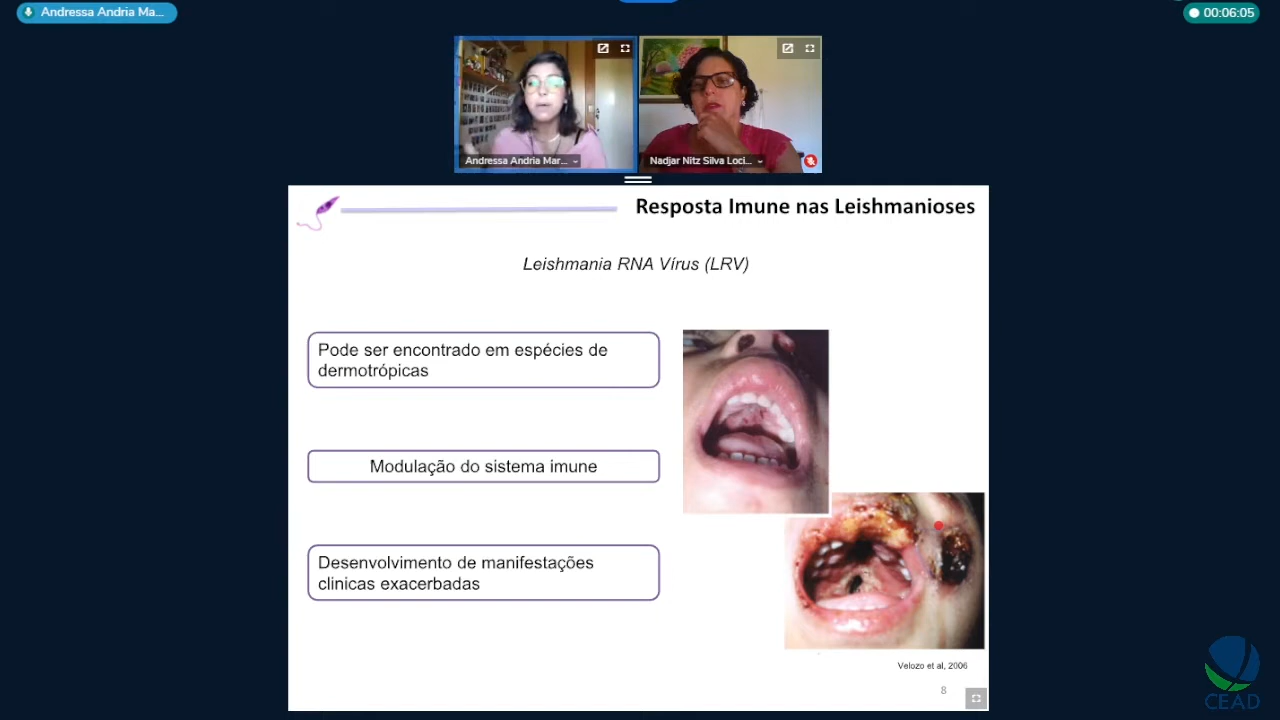 Andressa Andria Ma...
00:06:05
Andressa Andria Mar...
Nadjar Nitz Silva Loci...
Resposta Imune nas Leishmanioses
Leishmania RNA Vírus (LRV)
Pode ser encontrado em espécies de
dermotrópicas
Modulação do sistema imune
Desenvolvimento de manifestações
clinicas exacerbadas
Velozo et al, 2006
8
CEAD